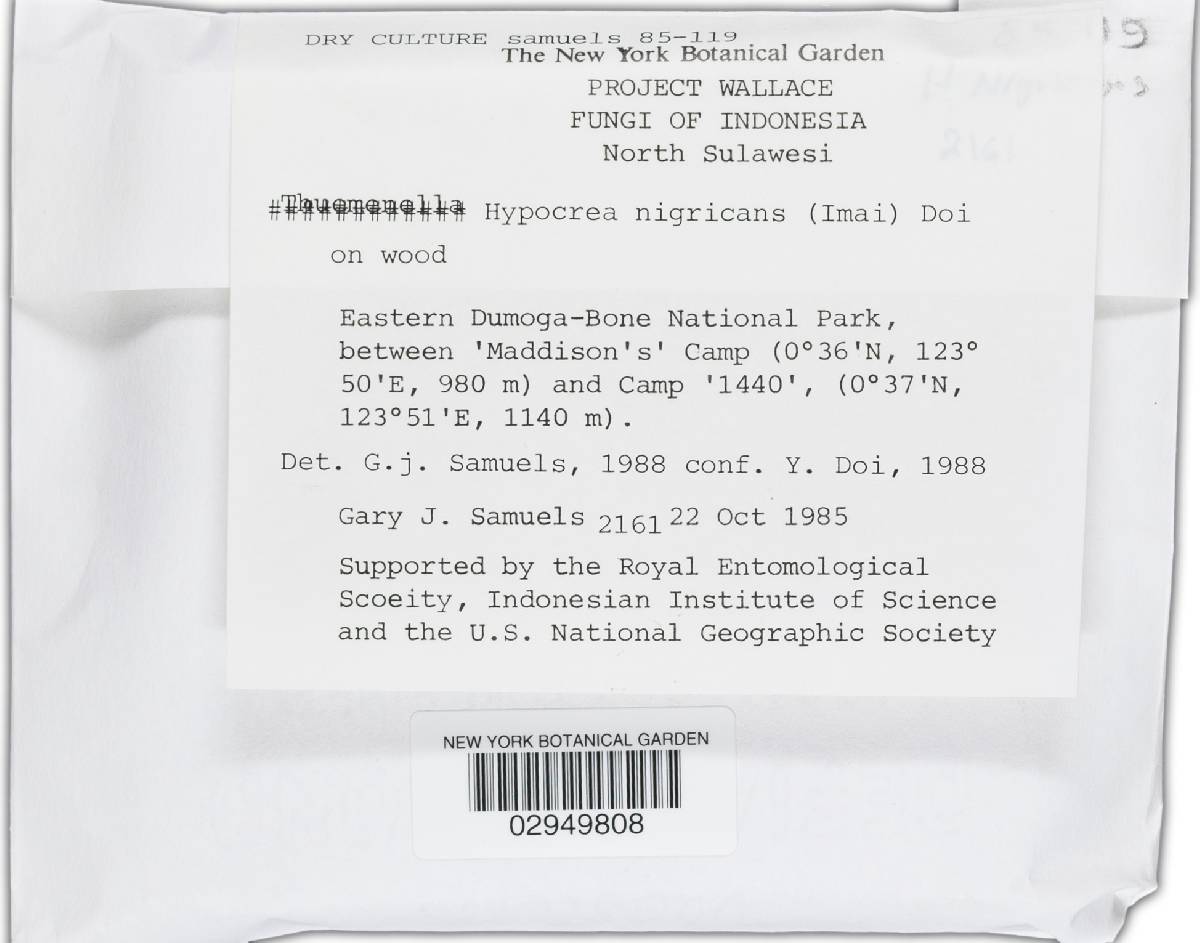 DRY CULTURE samuels 85-119
The New York Botanical Garden
PROJECT WALLACE
FUNGI OF INDONESIA
North Sulawesi
Thuemenella Hypocrea nigricans (Imai) Doi
on wood
Eastern Dumoga-Bone National Park,
between 'Maddison's' Camp (0°36'N, 123°
50'E, 980 m) and Camp '1440', (0°37'N,
123°51'E, 1140 m).
Det. G.j. Samuels, 1988 conf. Y. Doi, 1988
Gary J. Samuels 2161 22 Oct 1985
Supported by the Royal Entomological
Scoeity, Indonesian Institute of Science
and the U.S. National Geographic Society
NEW YORK BOTANICAL GARDEN
02949808
2161